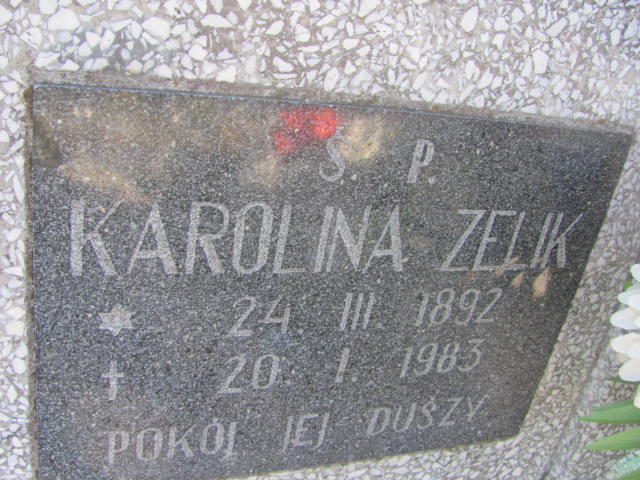 Ś. P.
KAROLINA ZELIK
24. III. 1892
† 20. I. 1983
POKÓJ JEJ DUSZY